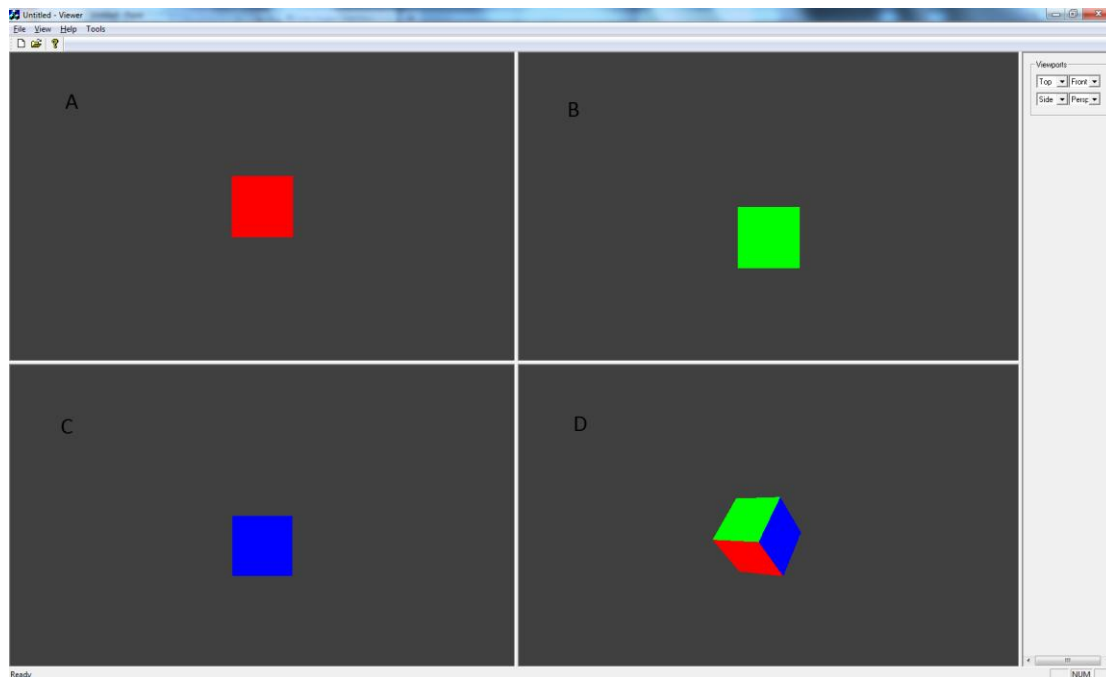 Untitled - Viewer
File View Help Tools
A
B
Viewports
Top Front
Side Persp
C
D
Ready
NUM